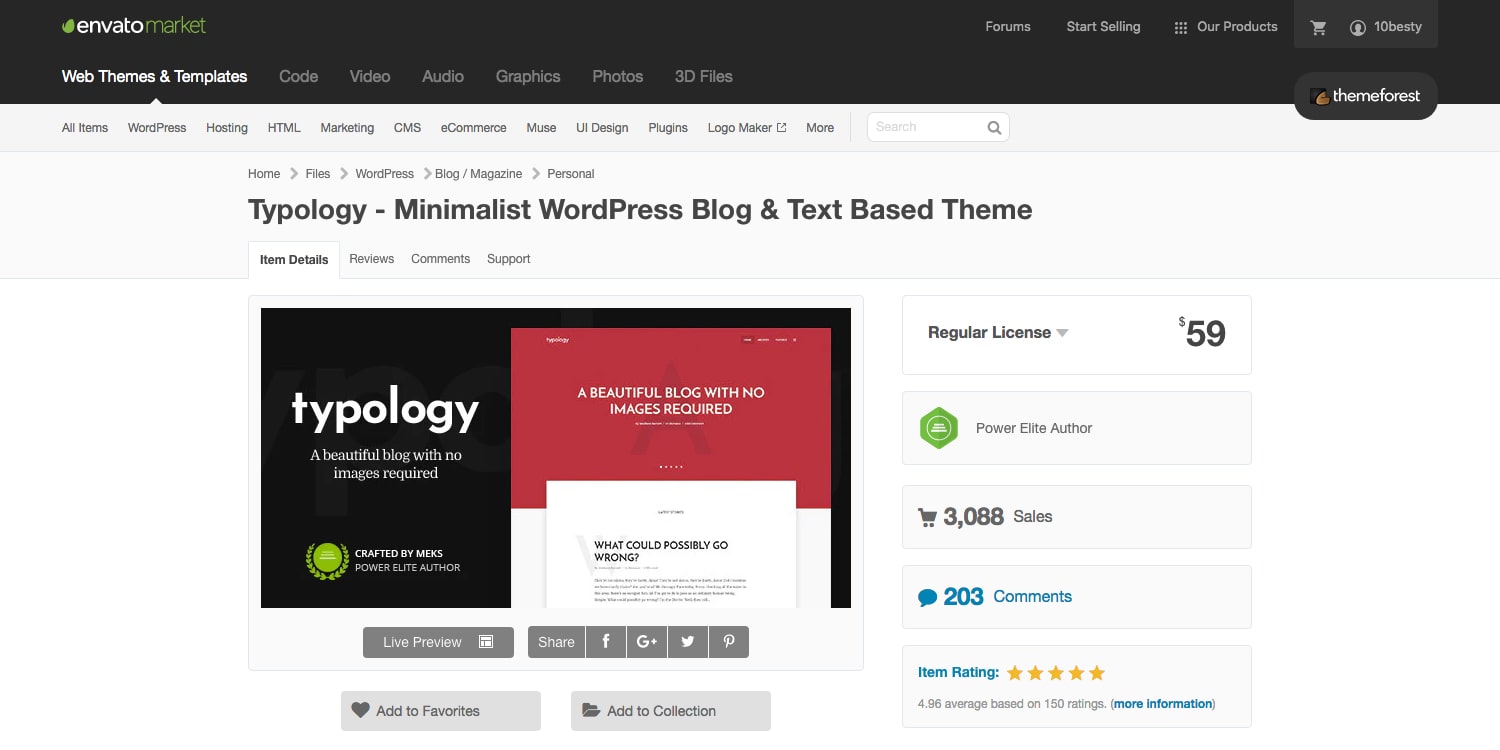 envato market
Forums Start Selling Our Products 10besty
Web Themes & Templates Code Video Audio Graphics Photos 3D Files
themeforest
All Items WordPress Hosting HTML Marketing CMS eCommerce Muse UI Design Plugins Logo Maker More Search
Home Files WordPress Blog / Magazine Personal
Typology - Minimalist WordPress Blog & Text Based Theme
Item Details Reviews Comments Support
typology
A beautiful blog with no
images required
CRAFTED BY MEKS
POWER ELITE AUTHOR
typology
A BEAUTIFUL BLOG WITH NO
IMAGES REQUIRED
WHAT COULD POSSIBLY GO
WRONG?
Live Preview Share
Add to Favorites Add to Collection
Regular License $59
Power Elite Author
3,088 Sales
203 Comments
Item Rating:
4.96 average based on 150 ratings. (more information)